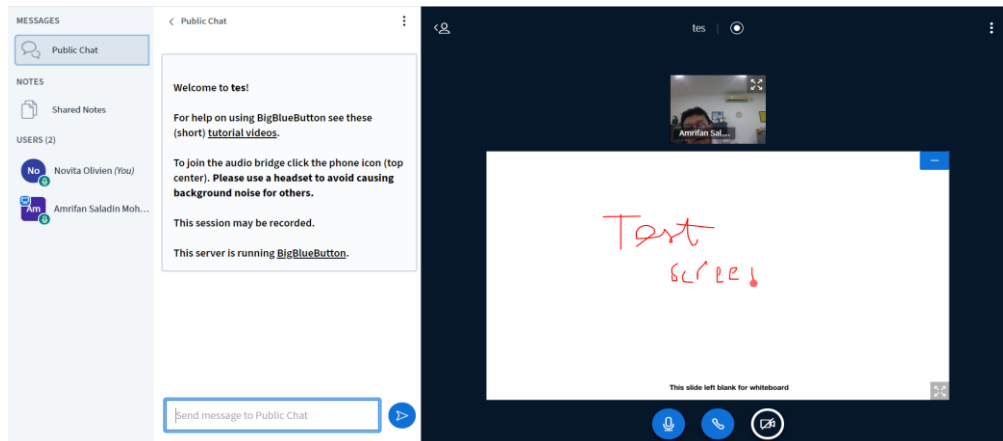 MESSAGES
Public Chat
NOTES
Shared Notes
USERS (2)
No
Novita Olivien (You)
Am
Amrifan Saladin Moh...
Public Chat
Welcome to tes!
For help on using BigBlueButton see these
(short) tutorial videos.
To join the audio bridge click the phone icon (top
center). Please use a headset to avoid causing
background noise for others.
This session may be recorded.
This server is running BigBlueButton.
Send message to Public Chat
tes
Amrifan Sal...
Test
scree
This slide left blank for whiteboard